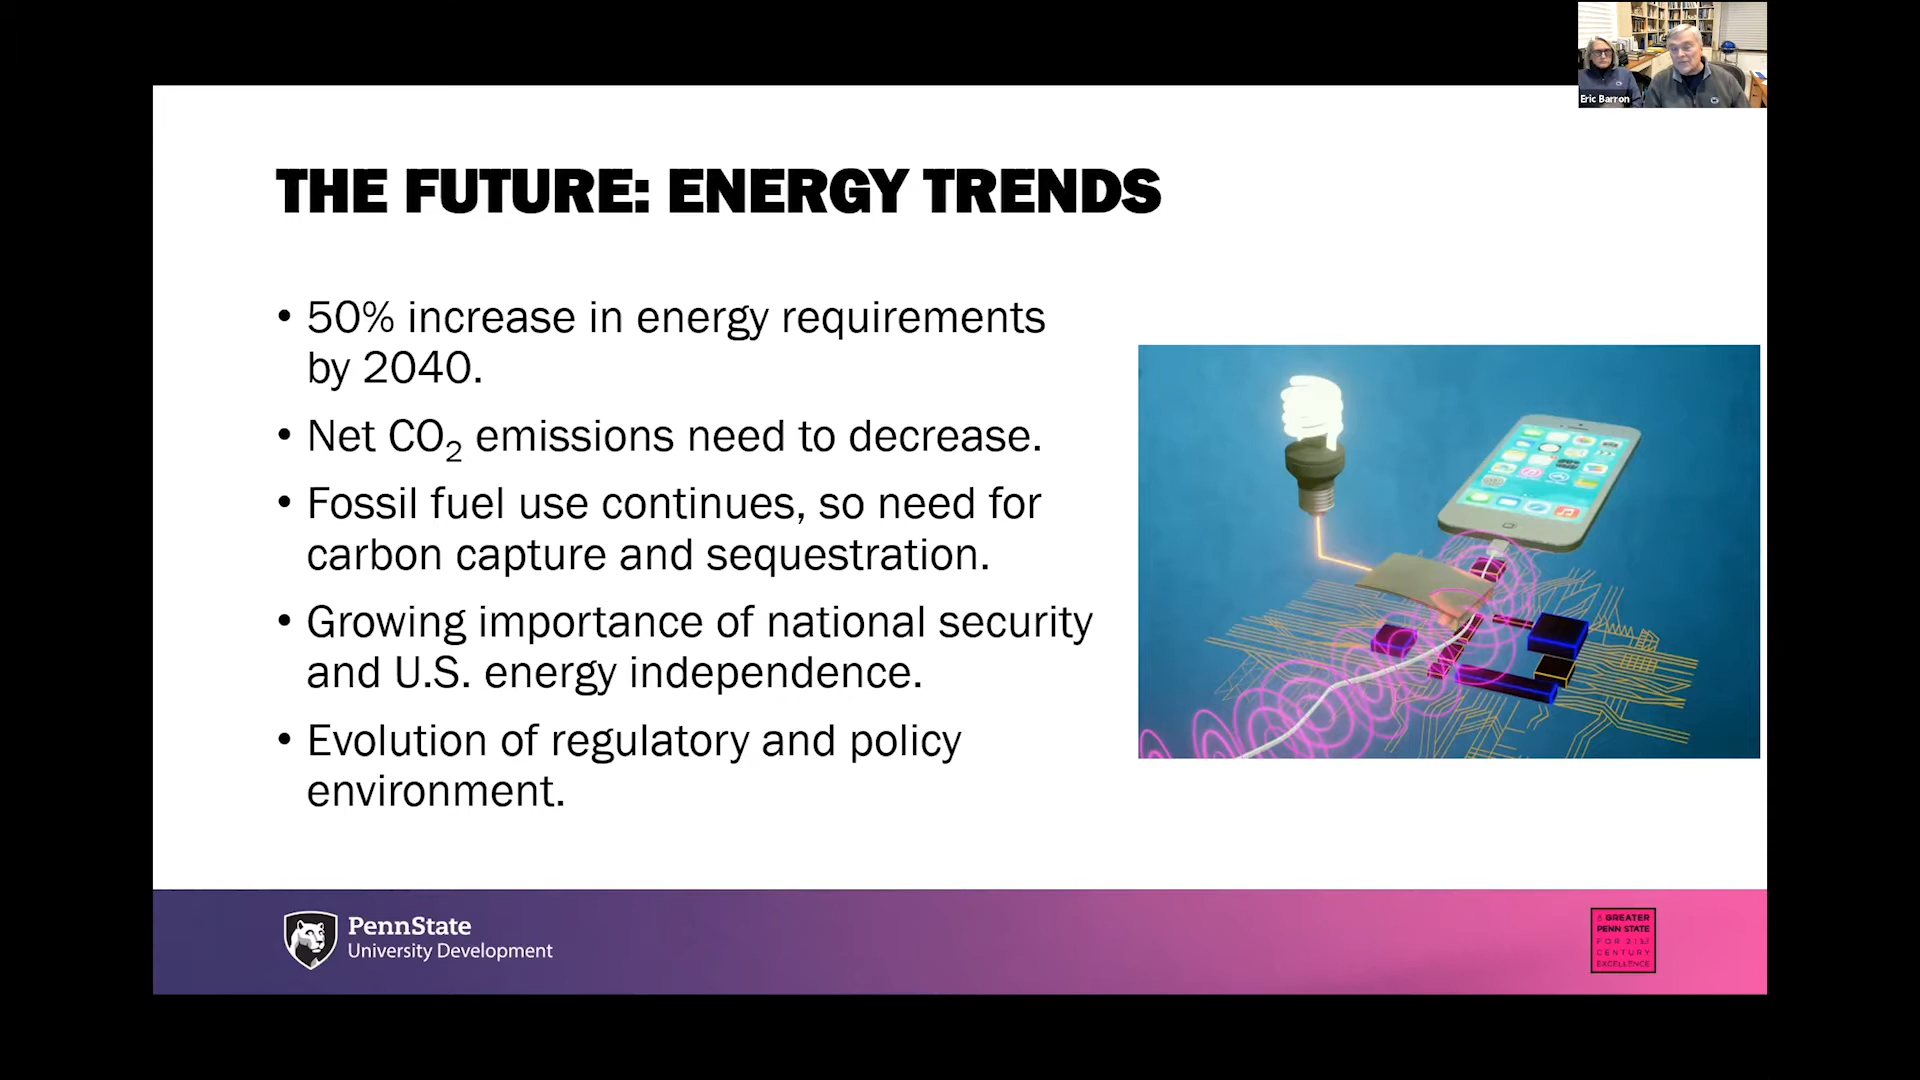 Eric Barron
THE FUTURE: ENERGY TRENDS
• 50% increase in energy requirements
by 2040.
• Net CO₂ emissions need to decrease.
• Fossil fuel use continues, so need for
carbon capture and sequestration.
• Growing importance of national security
and U.S. energy independence.
• Evolution of regulatory and policy
environment.
PennState
University Development
A GREATER
PENN STATE
FOR 21ST
CENTURY
EXCELLENCE